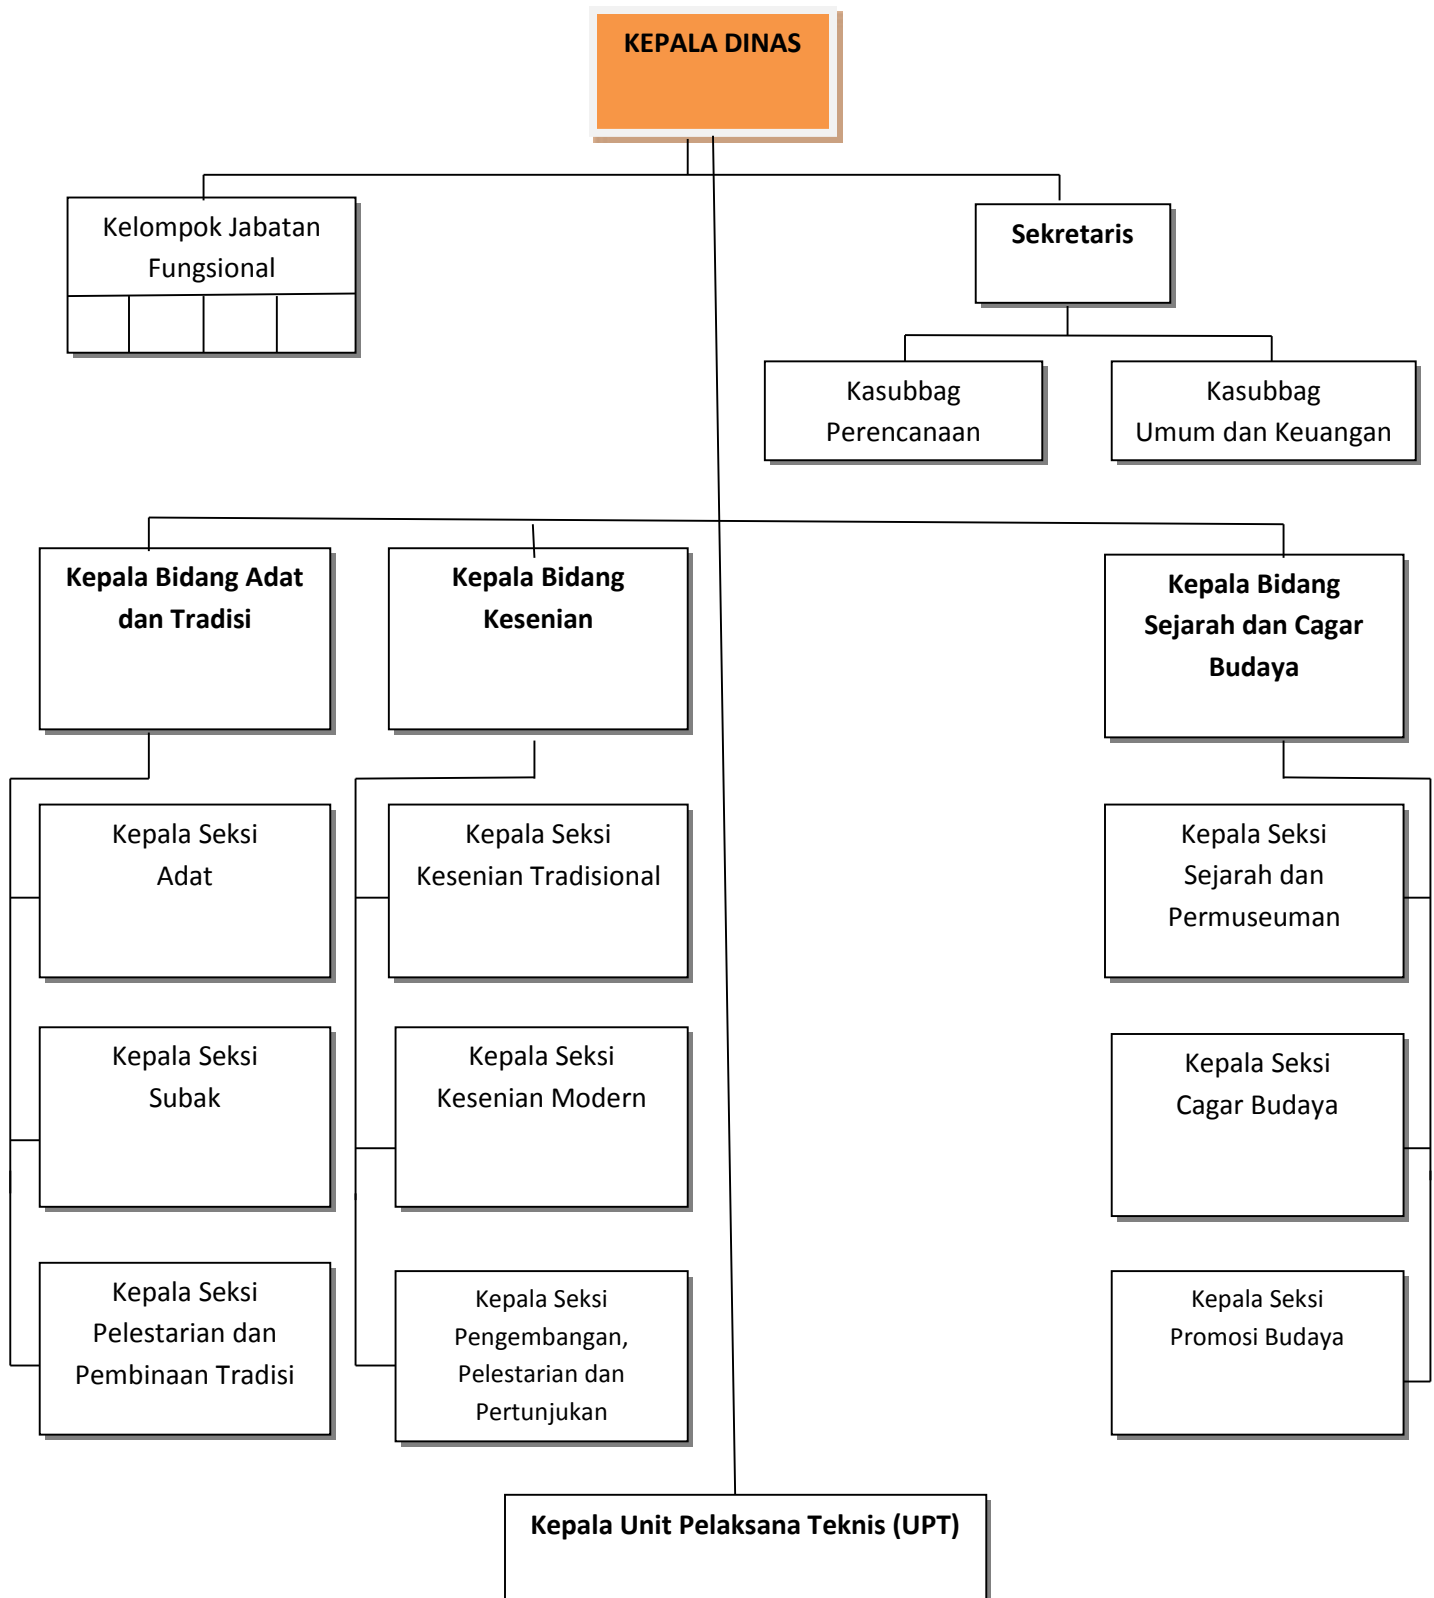 KEPALA DINAS
Kelompok Jabatan
Fungsional
Sekretaris
Kasubbag
Perencanaan
Kasubbag
Umum dan Keuangan
Kepala Bidang Adat
dan Tradisi
Kepala Bidang
Kesenian
Kepala Bidang
Sejarah dan Cagar
Budaya
Kepala Seksi
Adat
Kepala Seksi
Kesenian Tradisional
Kepala Seksi
Sejarah dan
Permuseuman
Kepala Seksi
Subak
Kepala Seksi
Kesenian Modern
Kepala Seksi
Cagar Budaya
Kepala Seksi
Pelestarian dan
Pembinaan Tradisi
Kepala Seksi
Pengembangan,
Pelestarian dan
Pertunjukan
Kepala Seksi
Promosi Budaya
Kepala Unit Pelaksana Teknis (UPT)